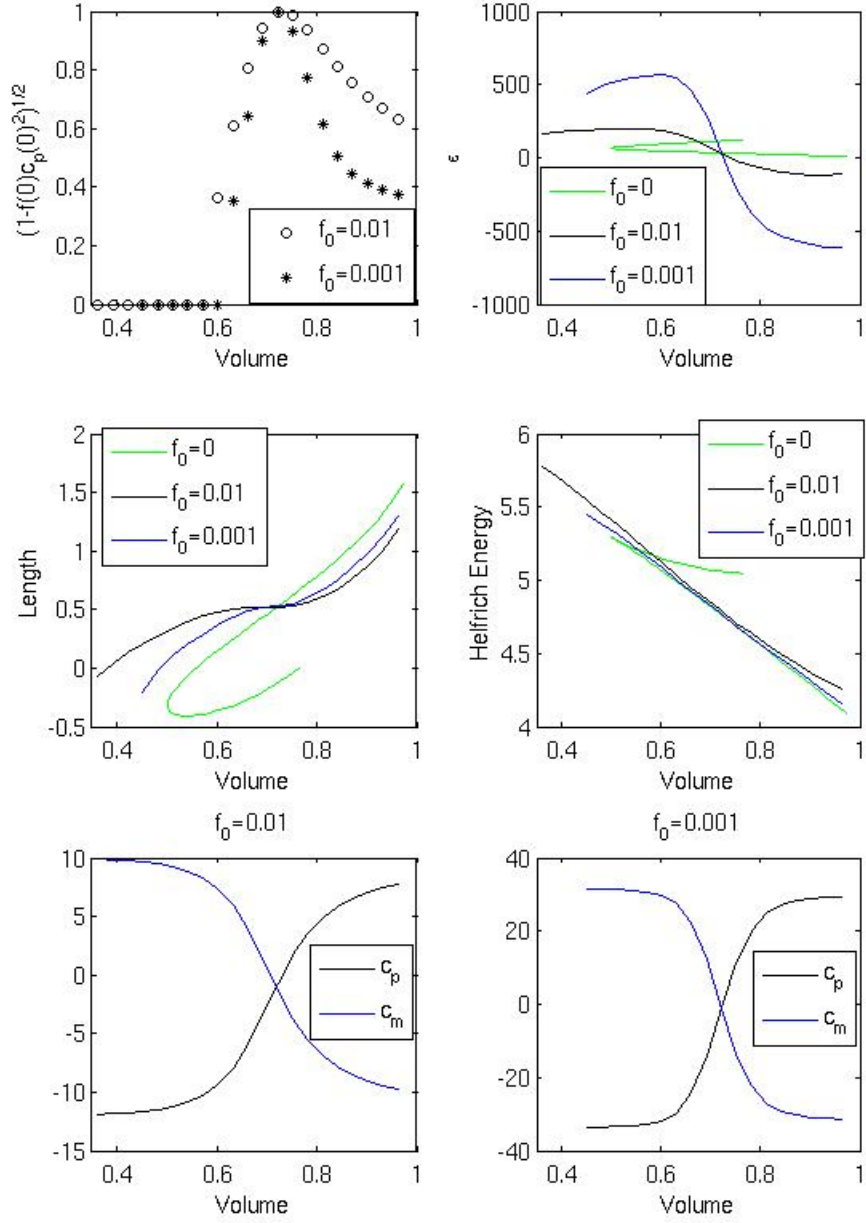 (1-f(0)c_p(0)^2)^{1/2}
1
0.8
0.6
0.4
0.2
0
0.4 0.6 0.8 1
Volume
f_0=0.01
f_0=0.001
ϵ
1000
500
0
-500
-1000
0.4 0.6 0.8 1
Volume
f_0=0
f_0=0.01
f_0=0.001
Length
2
1.5
1
0.5
0
-0.5
0.4 0.6 0.8 1
Volume
f_0=0
f_0=0.01
f_0=0.001
Helfrich Energy
6
5.5
5
4.5
4
0.4 0.6 0.8 1
Volume
f_0=0
f_0=0.01
f_0=0.001
f_0=0.01
10
5
0
-5
-10
-15
0.4 0.6 0.8 1
Volume
c_p
c_m
f_0=0.001
40
20
0
-20
-40
0.4 0.6 0.8 1
Volume
c_p
c_m